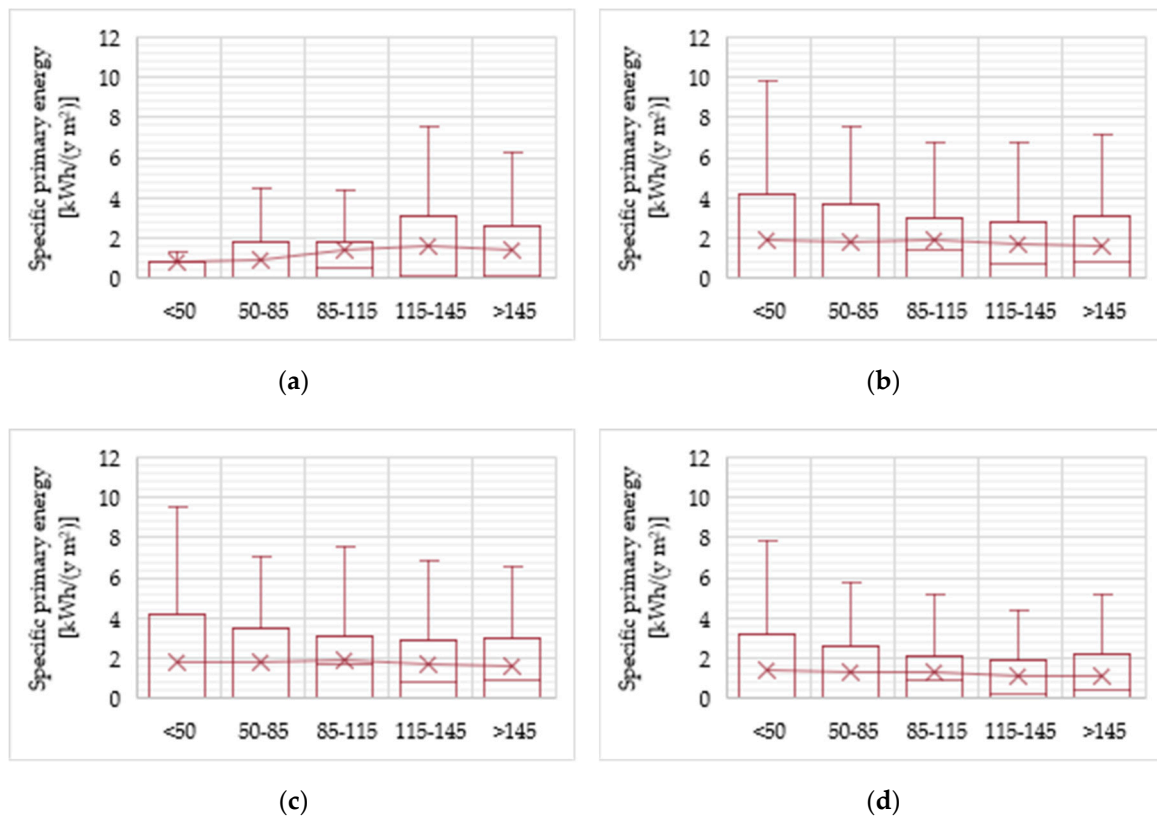 Specific primary energy
[kWh/(y m²)]
12
10
8
6
4
2
0
<50 50-85 85-115 115-145 >145
(a)
Specific primary energy
[kWh/(y m²)]
12
10
8
6
4
2
0
<50 50-85 85-115 115-145 >145
(b)
Specific primary energy
[kWh/(y m²)]
12
10
8
6
4
2
0
<50 50-85 85-115 115-145 >145
(c)
Specific primary energy
[kWh/(y m²)]
12
10
8
6
4
2
0
<50 50-85 85-115 115-145 >145
(d)